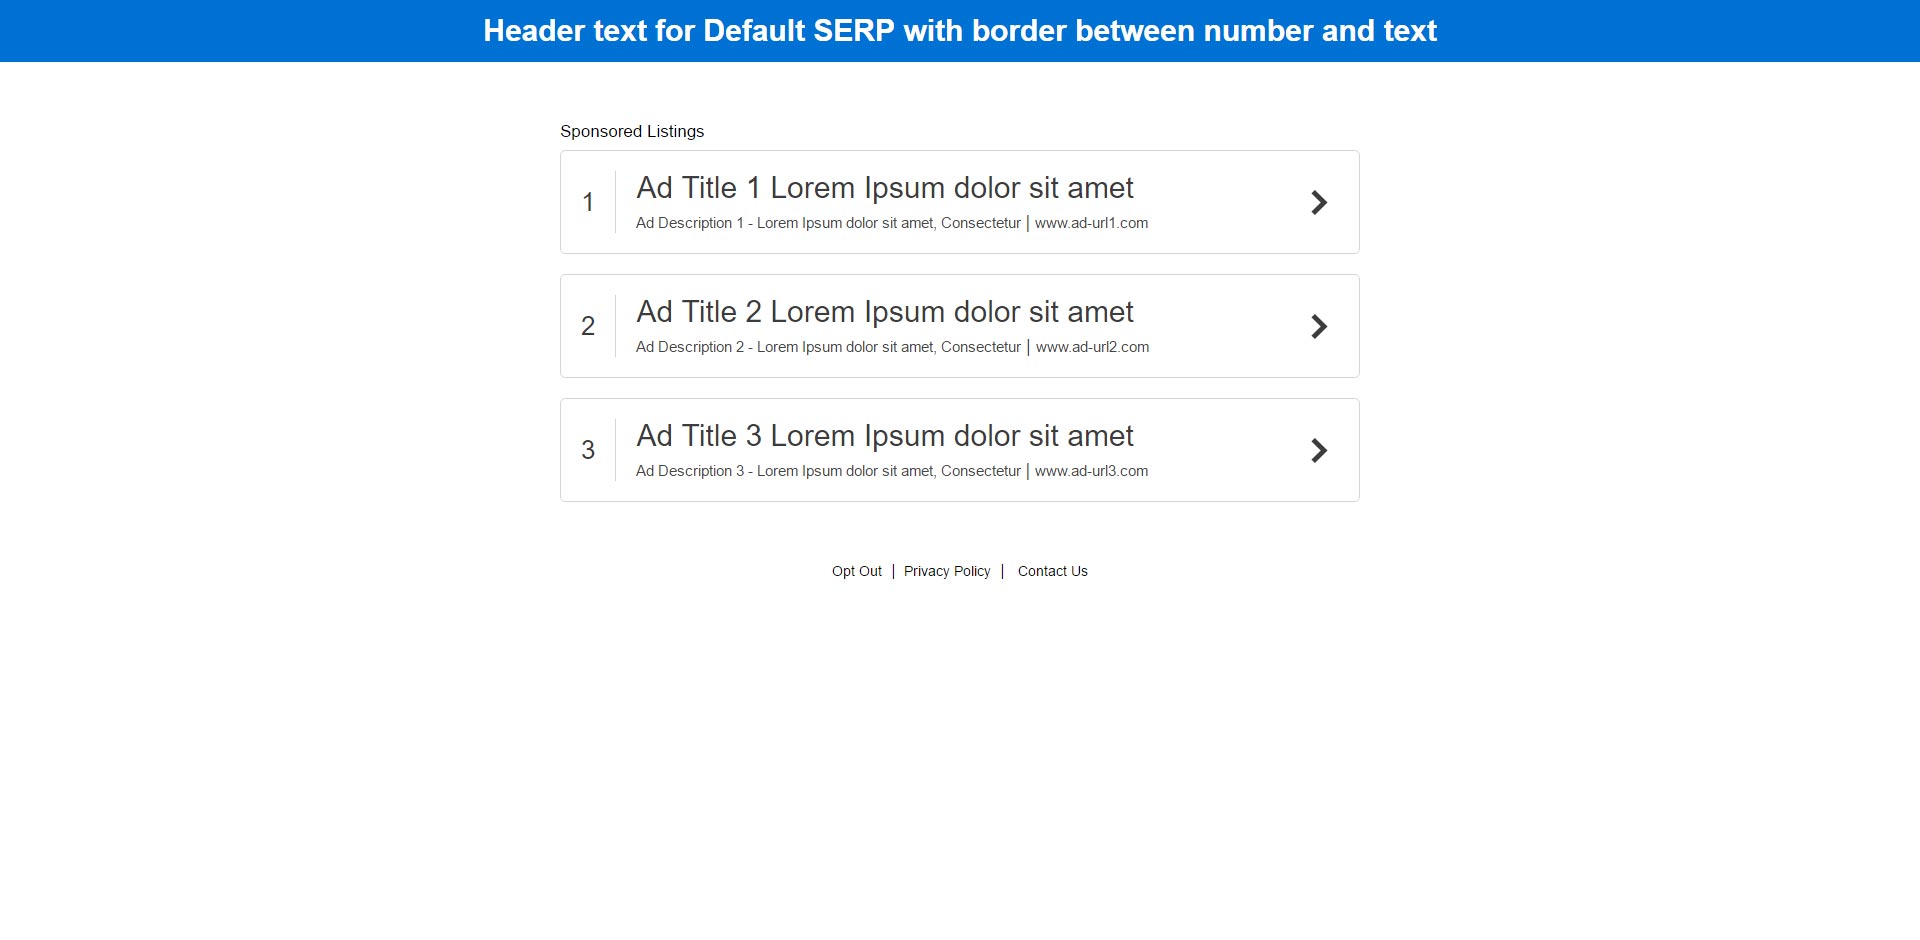 Header text for Default SERP with border between number and text
Sponsored Listings
1
Ad Title 1 Lorem Ipsum dolor sit amet
Ad Description 1 - Lorem Ipsum dolor sit amet, Consectetur | www.ad-url1.com
2
Ad Title 2 Lorem Ipsum dolor sit amet
Ad Description 2 - Lorem Ipsum dolor sit amet, Consectetur | www.ad-url2.com
3
Ad Title 3 Lorem Ipsum dolor sit amet
Ad Description 3 - Lorem Ipsum dolor sit amet, Consectetur | www.ad-url3.com
Opt Out | Privacy Policy | Contact Us